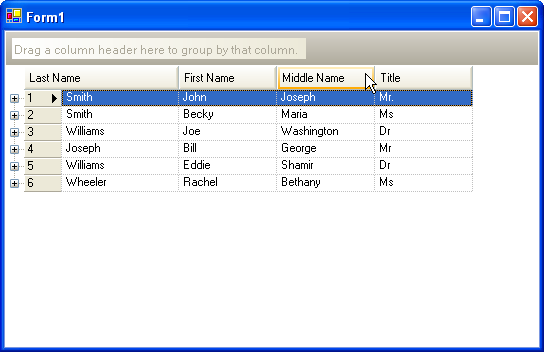 Form1
Drag a column header here to group by that column.
Last Name First Name Middle Name Title
1 Smith John Joseph Mr.
2 Smith Becky Maria Ms
3 Williams Joe Washington Dr
4 Joseph Bill George Mr
5 Williams Eddie Shamir Dr
6 Wheeler Rachel Bethany Ms